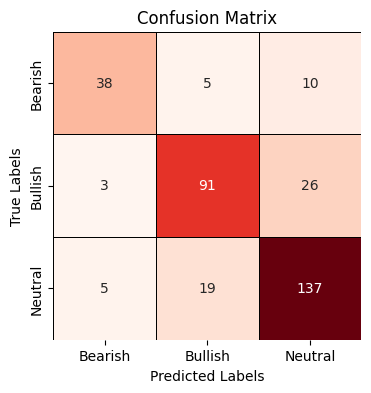 Confusion Matrix
True Labels
Bearish
38 5 10
Bullish
3 91 26
Neutral
5 19 137
Bearish Bullish Neutral
Predicted Labels